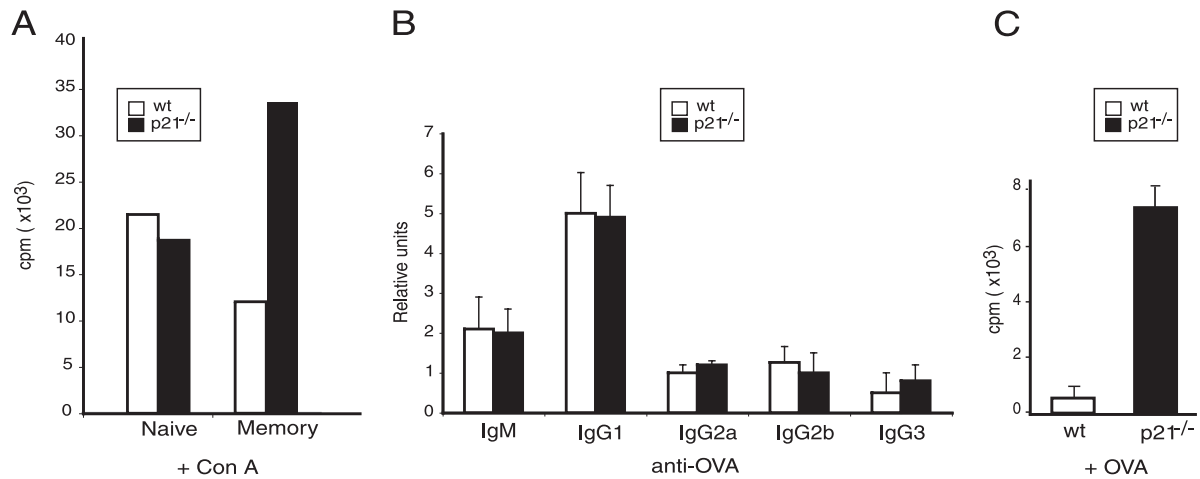 A
40
35
30
25
20
15
10
5
0
cpm ( x10³)
wt
p21⁻/⁻
Naive Memory
+ Con A
B
7
6
5
4
3
2
1
0
Relative units
wt
p21⁻/⁻
IgM IgG1 IgG2a IgG2b IgG3
anti-OVA
C
wt
p21⁻/⁻
8
6
4
2
0
cpm ( x10³)
wt p21⁻/⁻
+ OVA